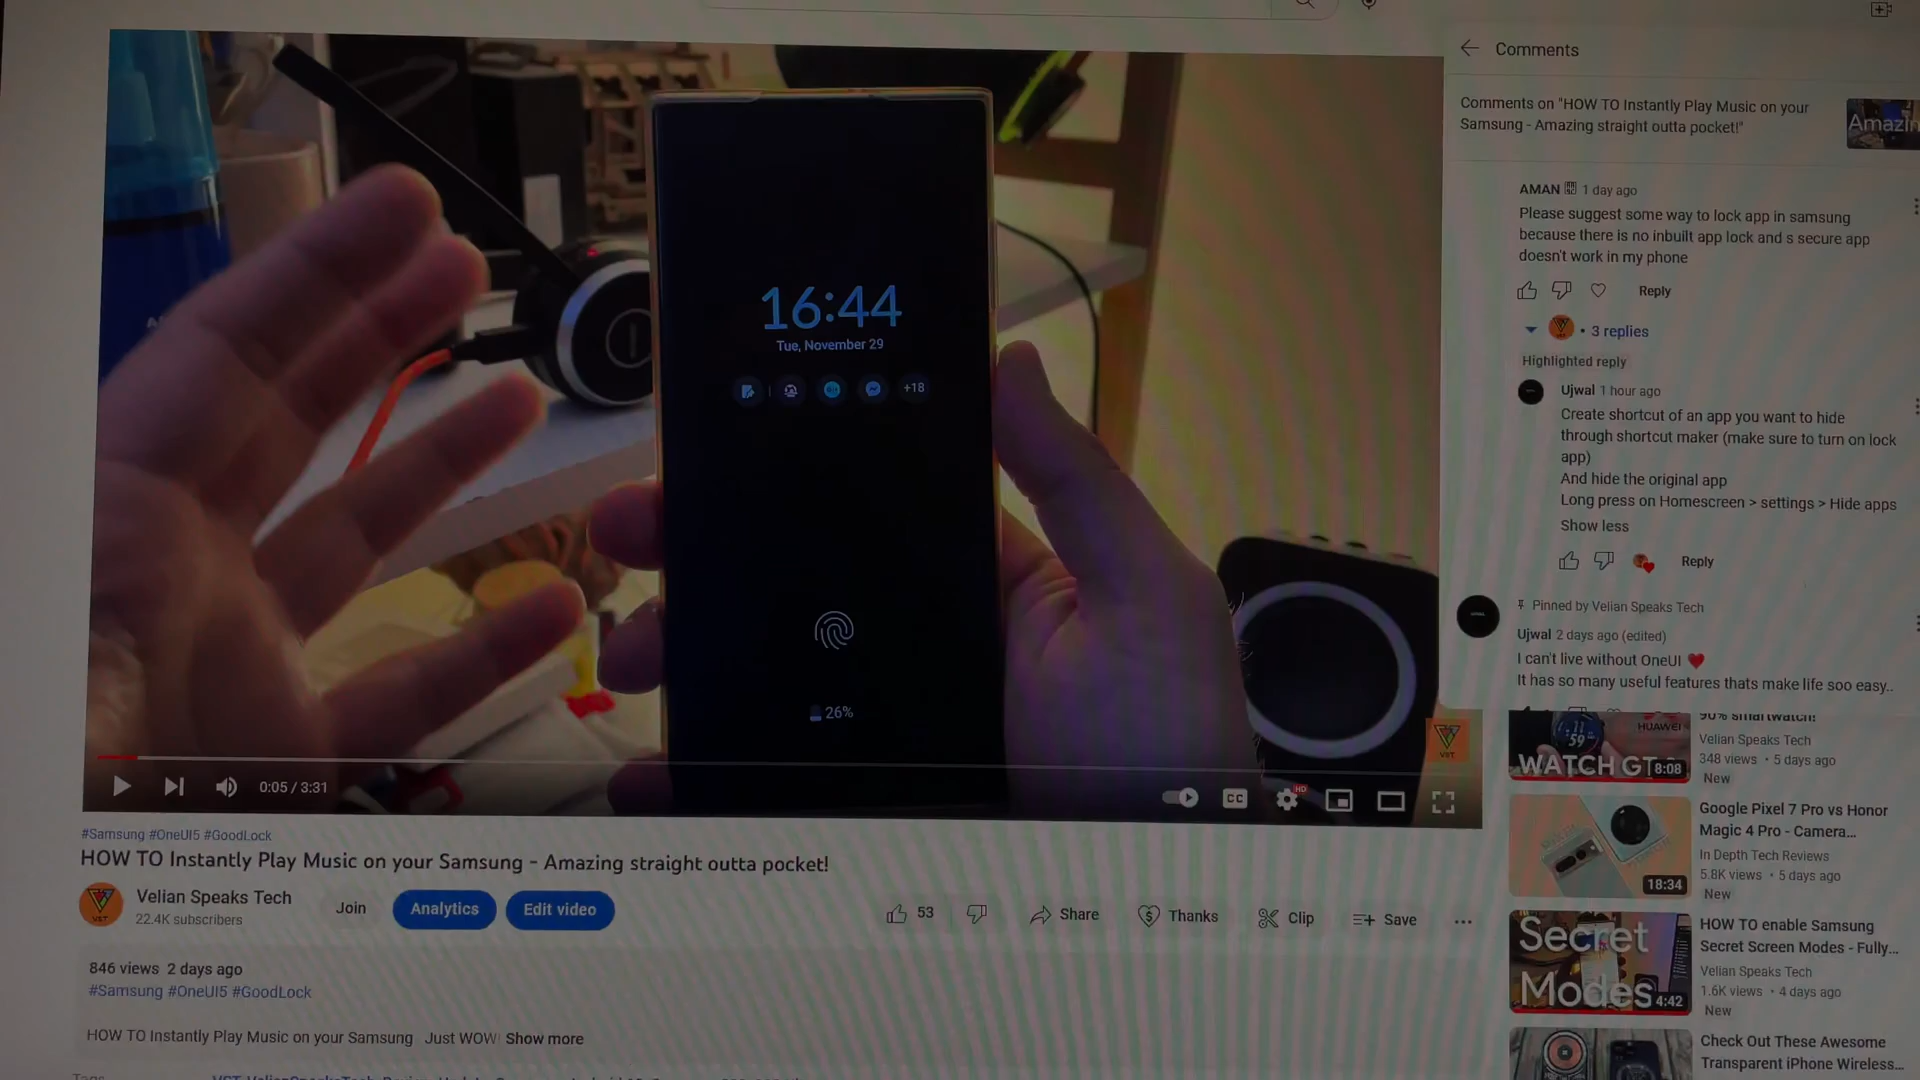 Comments
Comments on "HOW TO Instantly Play Music on your
Samsung - Amazing straight outta pocket!"
AMAN 1 day ago
Please suggest some way to lock app in samsung
because there is no inbuilt app lock and s secure app
doesn't work in my phone
Reply
3 replies
Highlighted reply
Ujwal 1 hour ago
Create shortcut of an app you want to hide
through shortcut maker (make sure to turn on lock
app)
And hide the original app
Long press on Homescreen > settings > Hide apps
Show less
Reply
Pinned by Velian Speaks Tech
Ujwal 2 days ago (edited)
I can't live without OneUI ❤
It has so many useful features thats make life soo easy..
16:44
Tue, November 29
+18
26%
0:05 / 3:31
CC
HD
VST
#Samsung #OneUI5 #GoodLock
HOW TO Instantly Play Music on your Samsung - Amazing straight outta pocket!
Velian Speaks Tech
22.4K subscribers
Join
Analytics
Edit video
53
Share
Thanks
Clip
Save
846 views 2 days ago
#Samsung #OneUI5 #GoodLock
HOW TO Instantly Play Music on your Samsung Just WOW! Show more
90% smartwatch!
Velian Speaks Tech
348 views • 5 days ago
New
HUAWEI
WATCH GT
8:08
Google Pixel 7 Pro vs Honor
Magic 4 Pro - Camera...
In Depth Tech Reviews
5.8K views • 5 days ago
New
18:34
HOW TO enable Samsung
Secret Screen Modes - Fully...
Velian Speaks Tech
1.6K views • 4 days ago
New
Secret
Modes
4:42
Check Out These Awesome
Transparent iPhone Wireless...